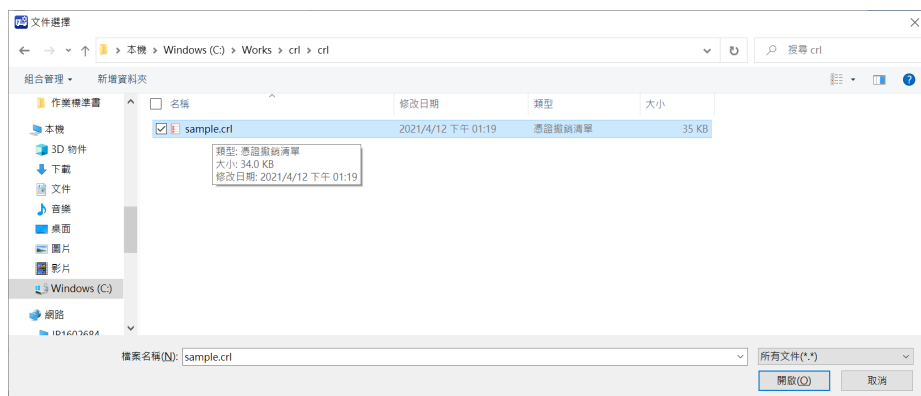 文件選擇
本機 › Windows (C:) › Works › crl › crl
搜尋 crl
組合管理 新增資料夾
作業標準書
本機
3D 物件
下載
文件
音樂
桌面
圖片
影片
Windows (C:)
網路
名稱 修改日期 類型 大小
sample.crl 2021/4/12 下午 01:19 憑證撤銷清單 35 KB
類型: 憑證撤銷清單
大小: 34.0 KB
修改日期: 2021/4/12 下午 01:19
檔案名稱(N): sample.crl 所有文件(*.*)
開啟(O) 取消